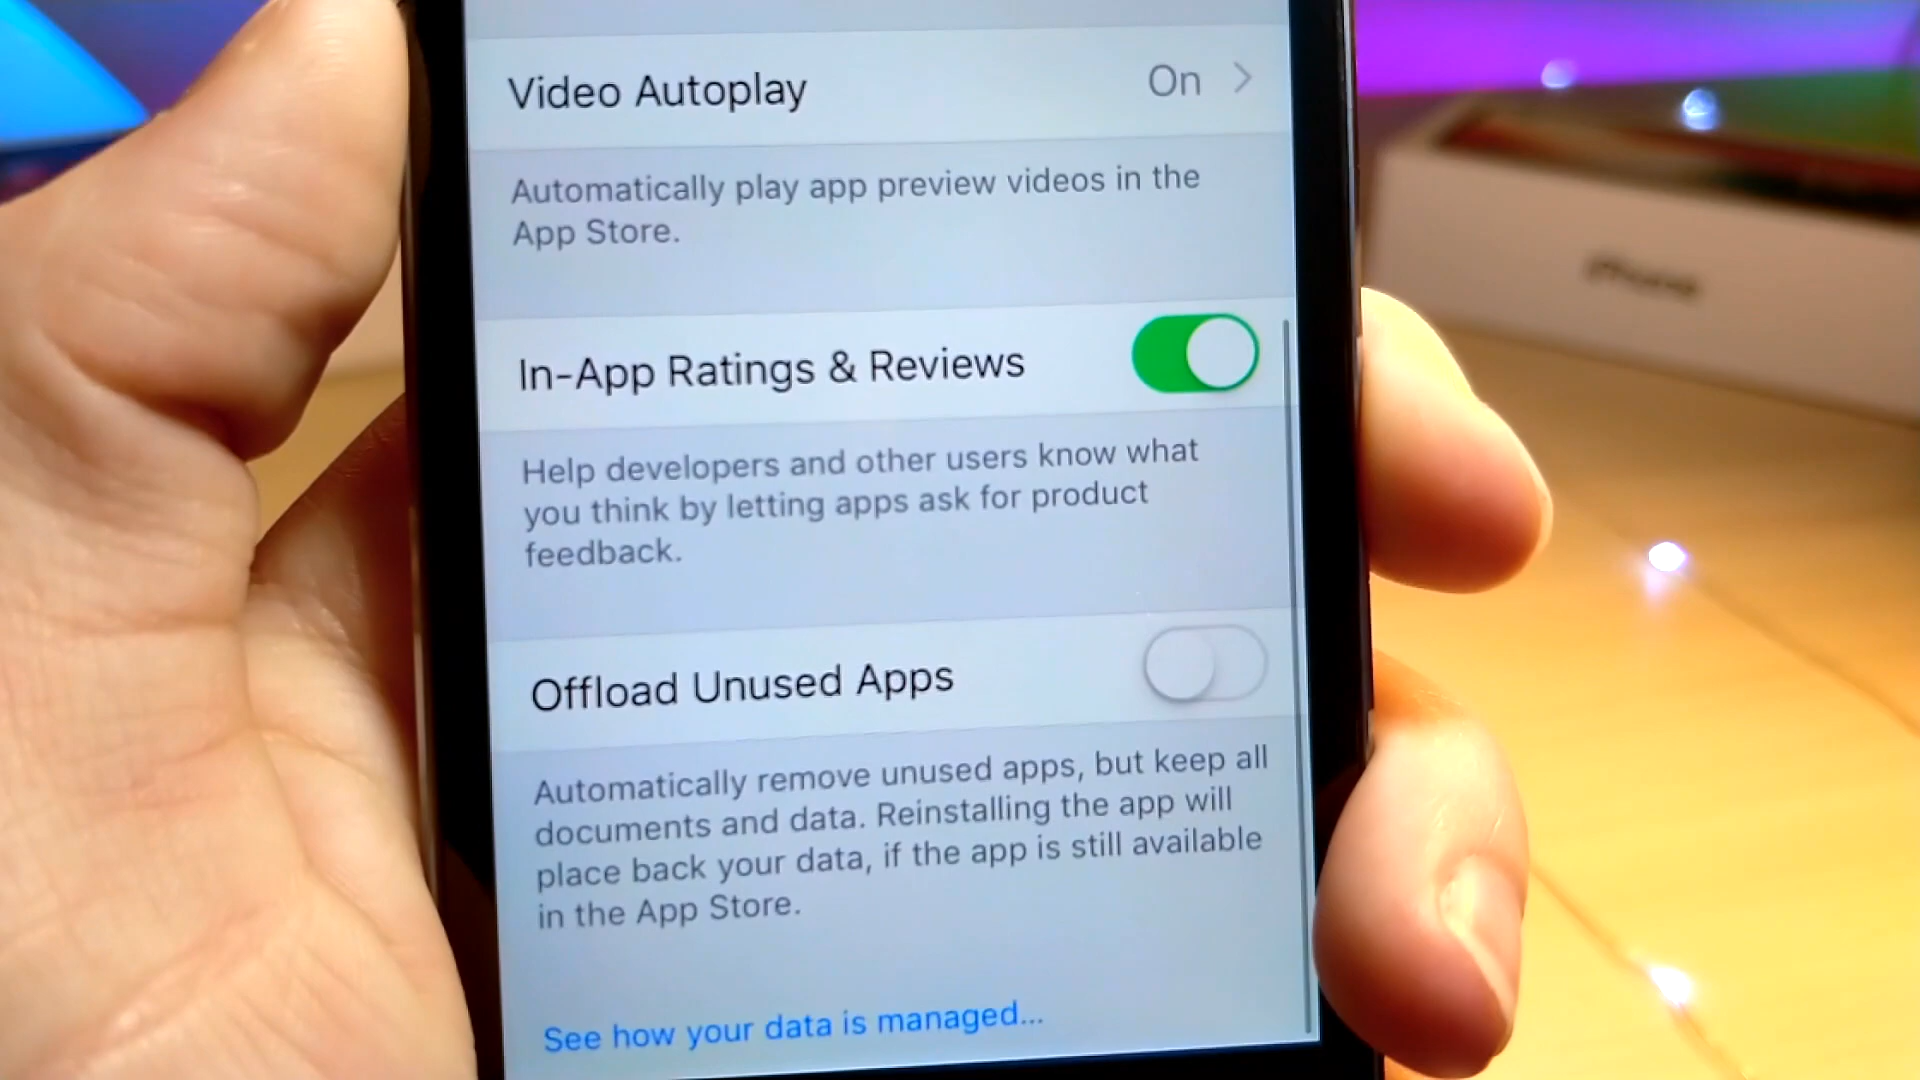 Video Autoplay On
Automatically play app preview videos in the
App Store.
In-App Ratings & Reviews
Help developers and other users know what
you think by letting apps ask for product
feedback.
Offload Unused Apps
Automatically remove unused apps, but keep all
documents and data. Reinstalling the app will
place back your data, if the app is still available
in the App Store.
See how your data is managed...
iPhone